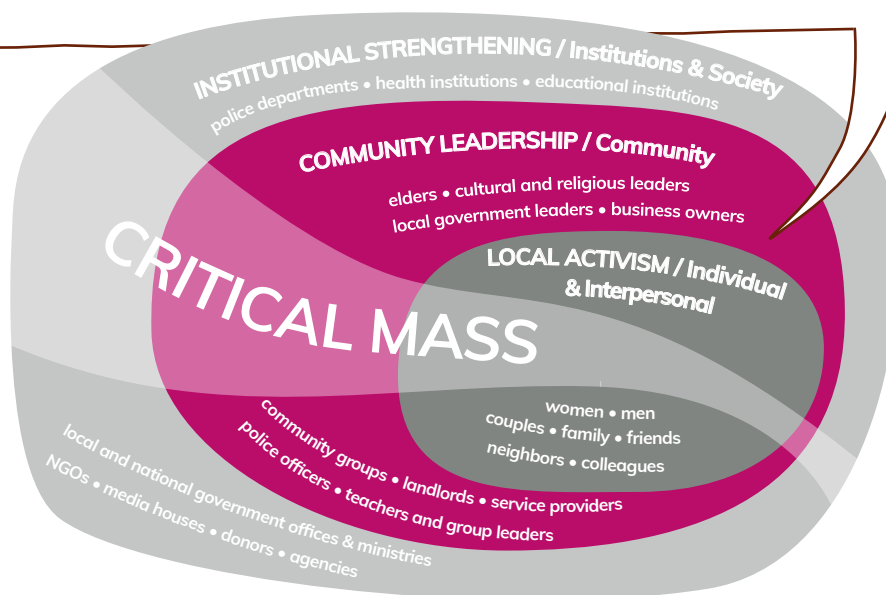 INSTITUTIONAL STRENGTHENING / Institutions & Society
police departments • health institutions • educational institutions
COMMUNITY LEADERSHIP / Community
elders • cultural and religious leaders
local government leaders • business owners
LOCAL ACTIVISM / Individual
& Interpersonal
CRITICAL MASS
women • men
couples • family • friends
neighbors • colleagues
community groups • landlords • service providers
police officers • teachers and group leaders
local and national government offices & ministries
NGOs • media houses • donors • agencies